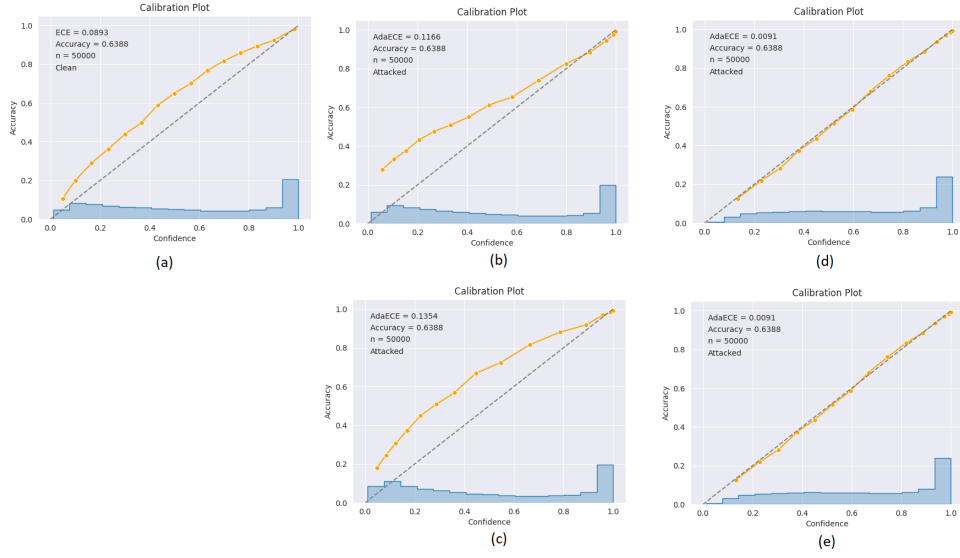 Calibration Plot
ECE = 0.0893
Accuracy = 0.6388
n = 50000
Clean
Accuracy
1.0
0.8
0.6
0.4
0.2
0.0
0.0 0.2 0.4 0.6 0.8 1.0
Confidence
(a)
Calibration Plot
AdaECE = 0.1166
Accuracy = 0.6388
n = 50000
Attacked
Accuracy
1.0
0.8
0.6
0.4
0.2
0.0
0.0 0.2 0.4 0.6 0.8 1.0
Confidence
(b)
Calibration Plot
AdaECE = 0.0091
Accuracy = 0.6388
n = 50000
Attacked
Accuracy
1.0
0.8
0.6
0.4
0.2
0.0
0.0 0.2 0.4 0.6 0.8 1.0
Confidence
(d)
Calibration Plot
AdaECE = 0.1354
Accuracy = 0.6388
n = 50000
Attacked
Accuracy
1.0
0.8
0.6
0.4
0.2
0.0
0.0 0.2 0.4 0.6 0.8 1.0
Confidence
(c)
Calibration Plot
AdaECE = 0.0091
Accuracy = 0.6388
n = 50000
Attacked
Accuracy
1.0
0.8
0.6
0.4
0.2
0.0
0.0 0.2 0.4 0.6 0.8 1.0
Confidence
(e)